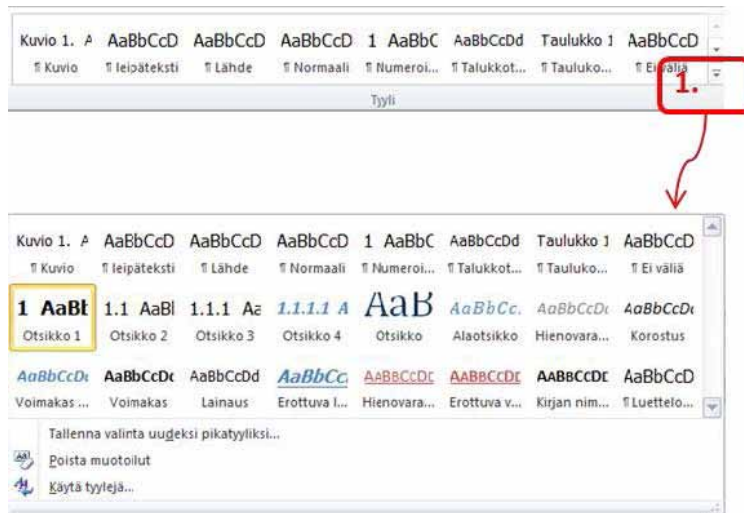 Kuvio 1. A AaBbCcD AaBbCcD AaBbCcD 1 AaBbC AaBbCcDd Taulukko 1 AaBbCcD
¶ Kuvio ¶ leipäteksti ¶ Lähde ¶ Normaali ¶ Numeroi... ¶ Talukkot... ¶ Tauluko... ¶ Ei väliä
1.
Tyyli
Kuvio 1. A AaBbCcD AaBbCcD AaBbCcD 1 AaBbC AaBbCcDd Taulukko 1 AaBbCcD
¶ Kuvio ¶ leipäteksti ¶ Lähde ¶ Normaali ¶ Numeroi... ¶ Talukkot... ¶ Tauluko... ¶ Ei väliä
1 AaBb 1.1 AaBl 1.1.1 Aa 1.1.1.1 A AaB AaBbCc. AaBbCcDc AaBbCcDc
Otsikko 1 Otsikko 2 Otsikko 3 Otsikko 4 Otsikko Alaotsikko Hienovara... Korostus
AaBbCcDc AaBbCcDc AaBbCcDd AaBbCc AABBCCDD AABBCCDD AABBCCDD AaBbCcD
Voimakas ... Voimakas Lainaus Erottuva l... Hienovara... Erottuva v... Kirjan nim... ¶ Luettelo...
Tallenna valinta uudeksi pikatyyliksi...
Poista muotoilut
Käytä tyylejä...